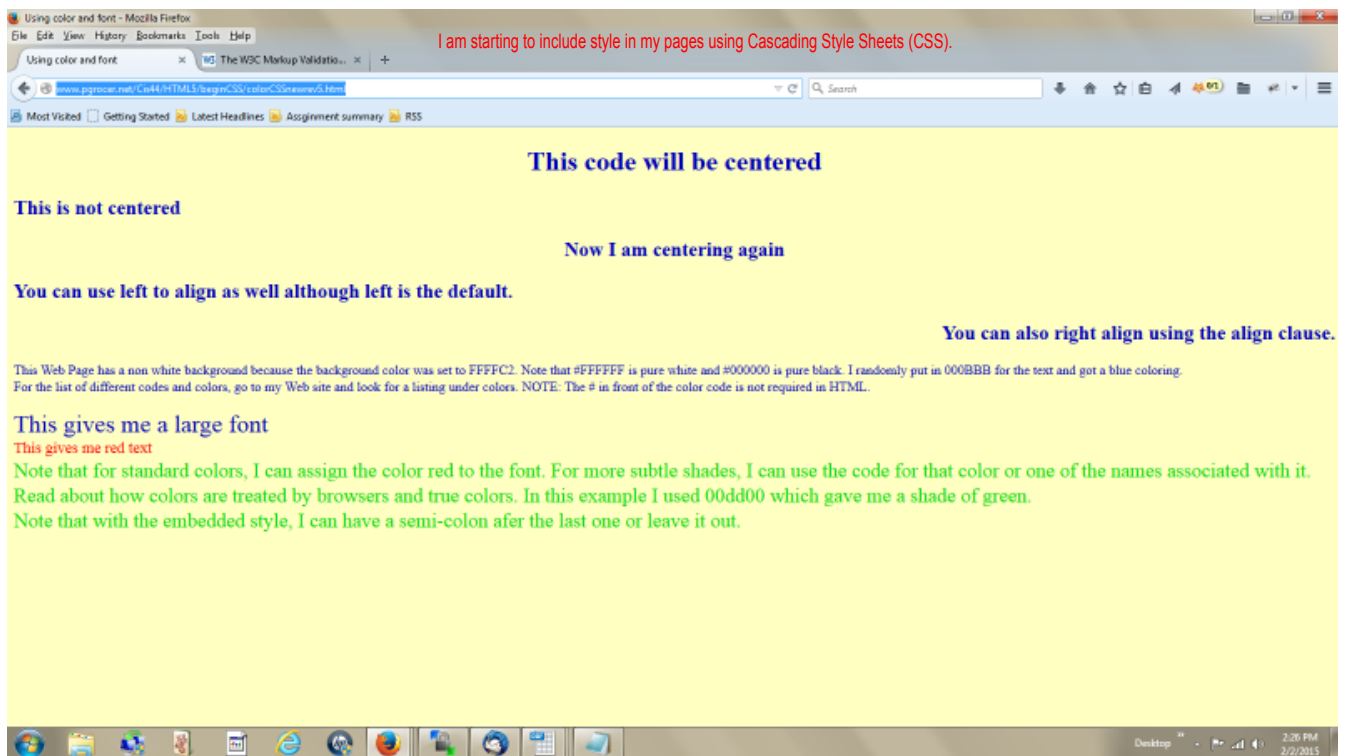 Using color and font - Mozilla Firefox
File Edit View History Bookmarks Tools Help
I am starting to include style in my pages using Cascading Style Sheets (CSS).
Using color and font × W3 The W3C Markup Validatio... × +
www.pgrocer.net/Cis44/HTML5/beginCSS/colorCSSnewrev5.html
Search
Most Visited Getting Started Latest Headlines Assginment summary RSS
This code will be centered
This is not centered
Now I am centering again
You can use left to align as well although left is the default.
You can also right align using the align clause.
This Web Page has a non white background because the background color was set to FFFFC2. Note that #FFFFFF is pure white and #000000 is pure black. I randomly put in 000BBB for the text and got a blue coloring.
For the list of different codes and colors, go to my Web site and look for a listing under colors. NOTE: The # in front of the color code is not required in HTML.
This gives me a large font
This gives me red text
Note that for standard colors, I can assign the color red to the font. For more subtle shades, I can use the code for that color or one of the names associated with it.
Read about how colors are treated by browsers and true colors. In this example I used 00dd00 which gave me a shade of green.
Note that with the embedded style, I can have a semi-colon afer the last one or leave it out.
Desktop
2:26 PM
2/2/2015